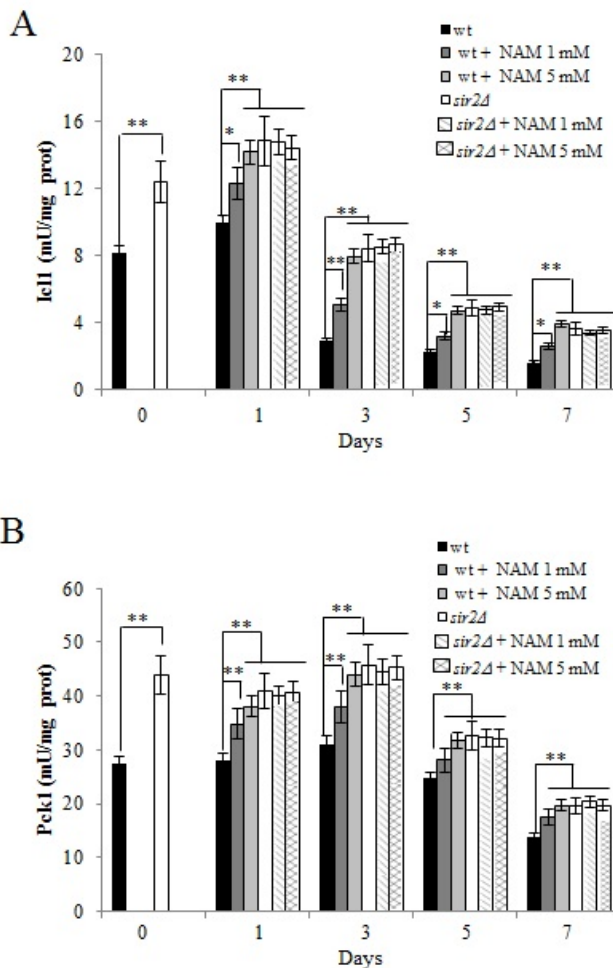 A
wt
wt + NAM 1 mM
wt + NAM 5 mM
sir2Δ
sir2Δ + NAM 1 mM
sir2Δ + NAM 5 mM
Icl1 (mU/mg prot)
20
16
12
8
4
0
**
**
*
**
**
**
*
**
*
0 1 3 5 7
Days
B
wt
wt + NAM 1 mM
wt + NAM 5 mM
sir2Δ
sir2Δ + NAM 1 mM
sir2Δ + NAM 5 mM
Pck1 (mU/mg prot)
60
50
40
30
20
10
0
**
**
**
**
**
**
**
0 1 3 5 7
Days